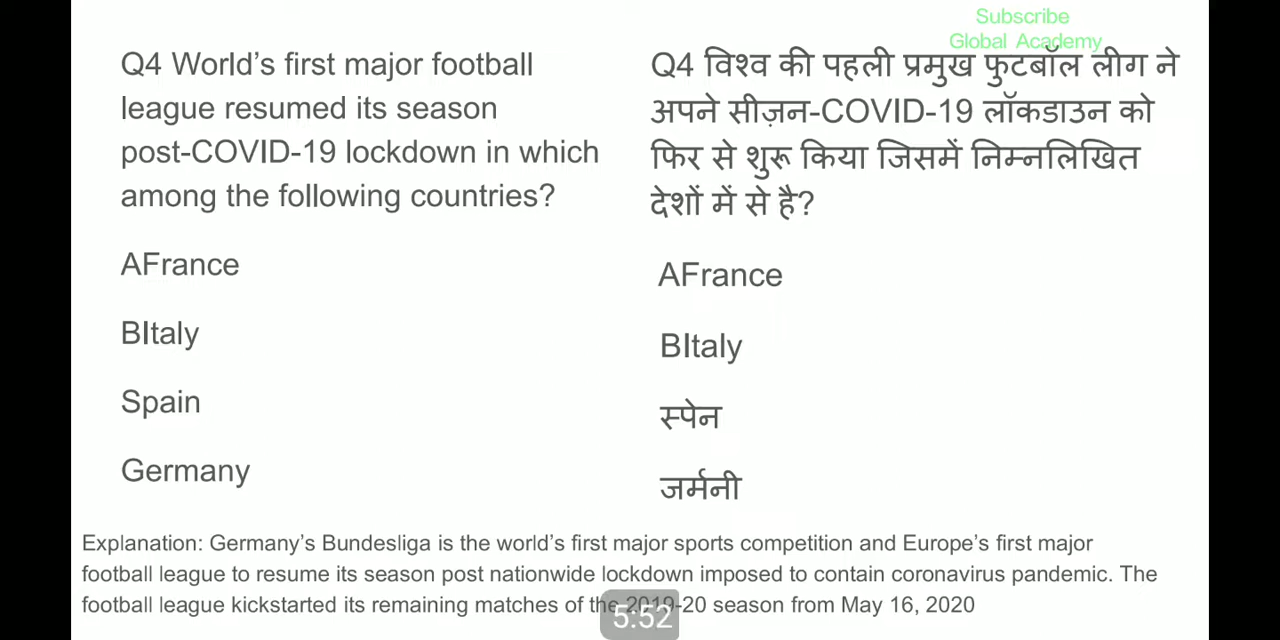 Subscribe
Global Academy
Q4 World's first major football
league resumed its season
post-COVID-19 lockdown in which
among the following countries?
AFrance
BItaly
Spain
Germany
Q4 विश्व की पहली प्रमुख फुटबॉल लीग ने
अपने सीज़न-COVID-19 लॉकडाउन को
फिर से शुरू किया जिसमें निम्नलिखित
देशों में से है?
AFrance
BItaly
स्पेन
जर्मनी
Explanation: Germany's Bundesliga is the world's first major sports competition and Europe's first major
football league to resume its season post nationwide lockdown imposed to contain coronavirus pandemic. The
football league kickstarted its remaining matches of the 2019-20 season from May 16, 2020
5:52